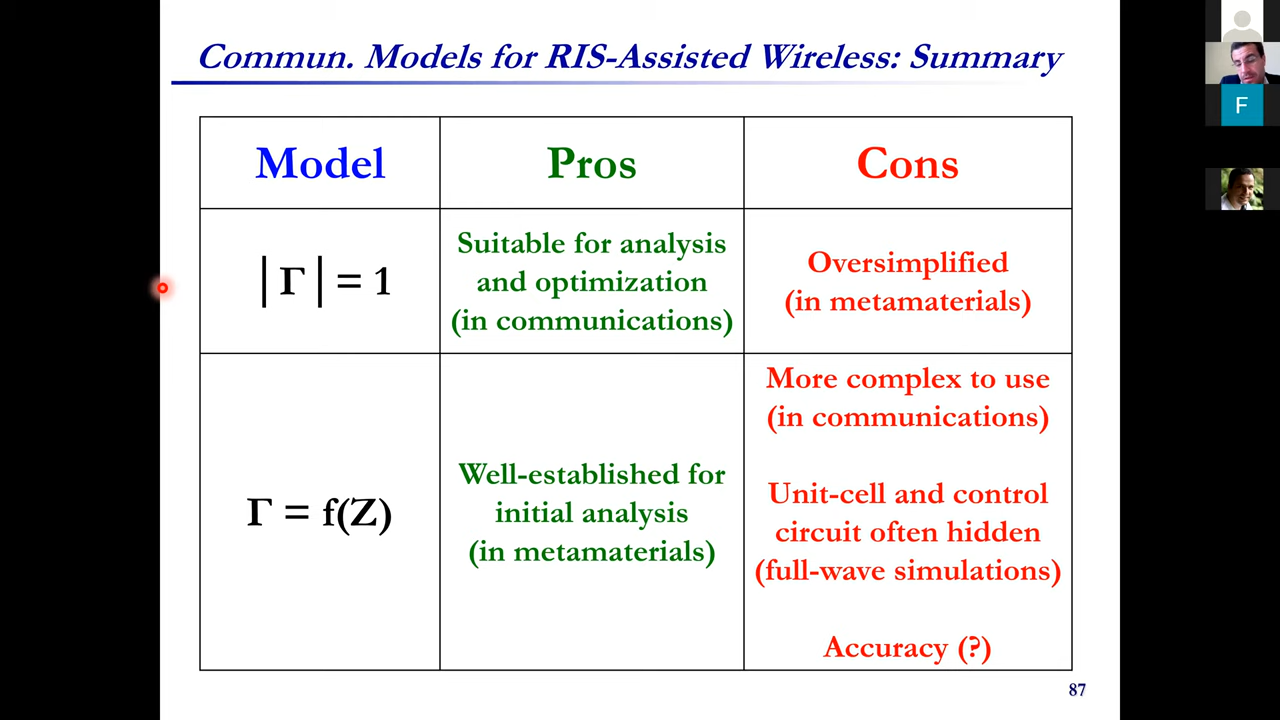 Commun. Models for RIS-Assisted Wireless: Summary
Model
Pros
Cons
|Γ| = 1
Suitable for analysis
and optimization
(in communications)
Oversimplified
(in metamaterials)
Γ = f(Z)
Well-established for
initial analysis
(in metamaterials)
More complex to use
(in communications)
Unit-cell and control
circuit often hidden
(full-wave simulations)
Accuracy (?)
87
F